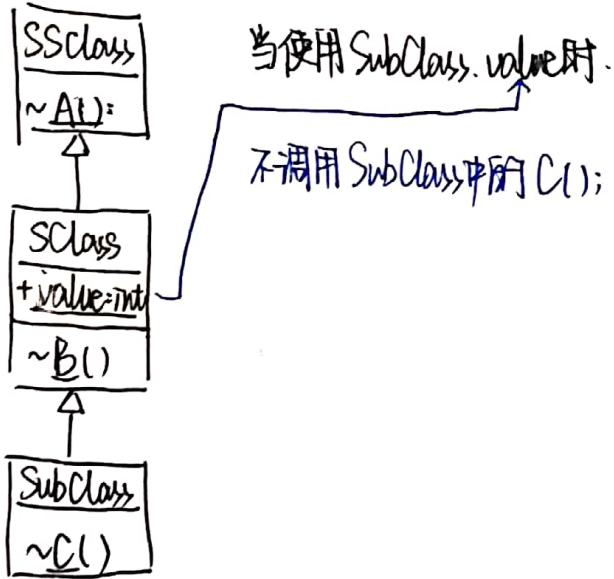 SSClass
~A():
当使用SubClass.value时.
不调用SubClass中的C();
SClass
+value:int
~B()
SubClass
~C()